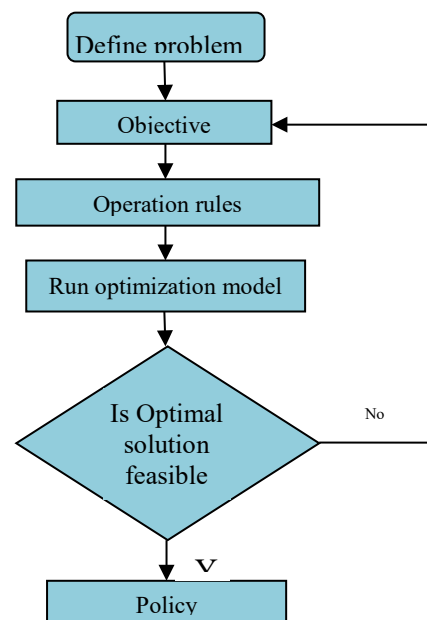 Define problem
Objective
Operation rules
Run optimization model
Is Optimal
solution
feasible
No
Y
Policy